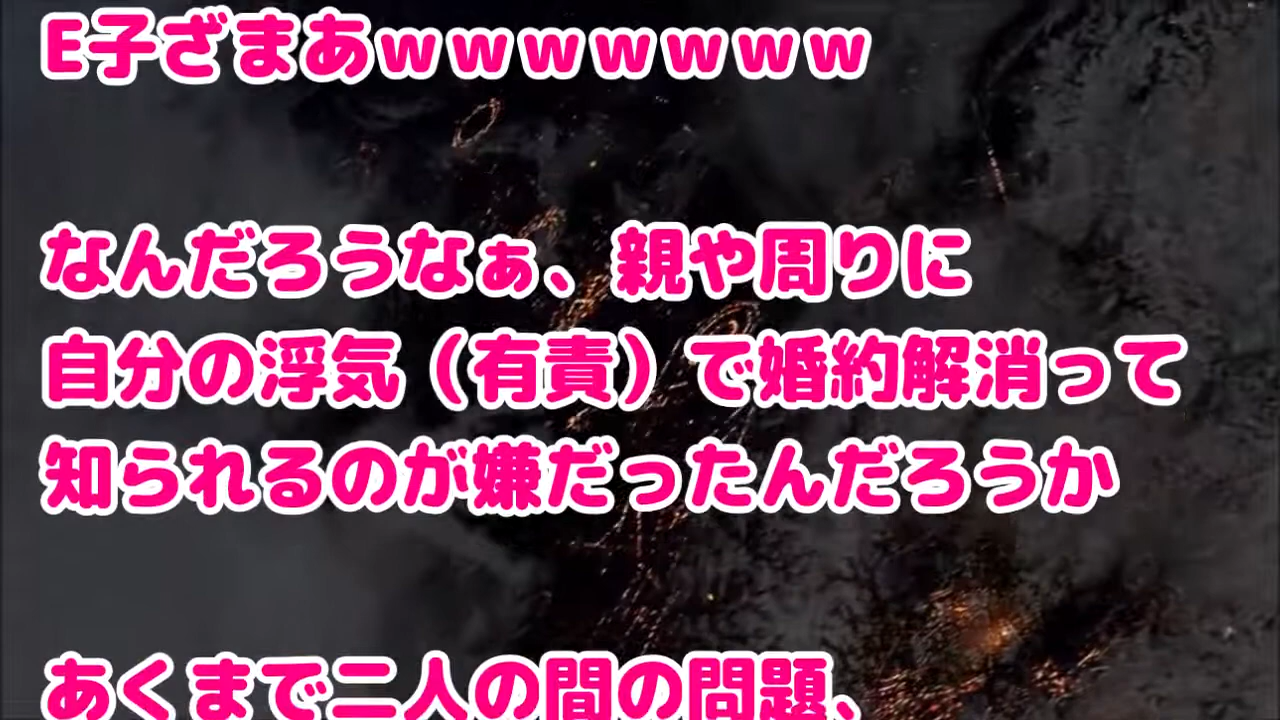 E子ざまあｗｗｗｗｗｗｗ
なんだろうなぁ、親や周りに
自分の浮気（有責）で婚約解消って
知られるのが嫌だったんだろうか
あくまで二人の間の問題、